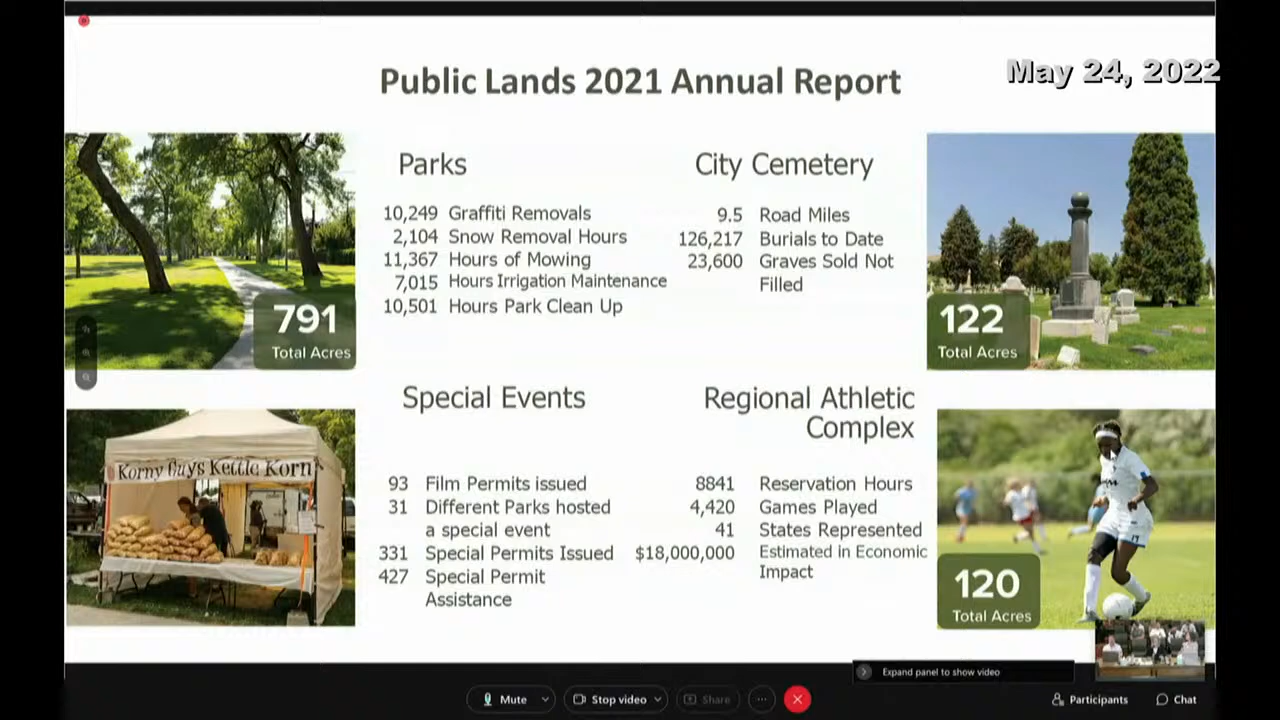 May 24, 2022
Public Lands 2021 Annual Report
Parks
10,249 Graffiti Removals
2,104 Snow Removal Hours
11,367 Hours of Mowing
7,015 Hours Irrigation Maintenance
10,501 Hours Park Clean Up
791
Total Acres
City Cemetery
9.5 Road Miles
126,217 Burials to Date
23,600 Graves Sold Not
Filled
122
Total Acres
Special Events
93 Film Permits issued
31 Different Parks hosted
a special event
331 Special Permits Issued
427 Special Permit
Assistance
Korny Guys Kettle Korn
Regional Athletic
Complex
8841 Reservation Hours
4,420 Games Played
41 States Represented
$18,000,000 Estimated in Economic
Impact
120
Total Acres
Expand panel to show video
Mute
Stop video
Share
Participants
Chat